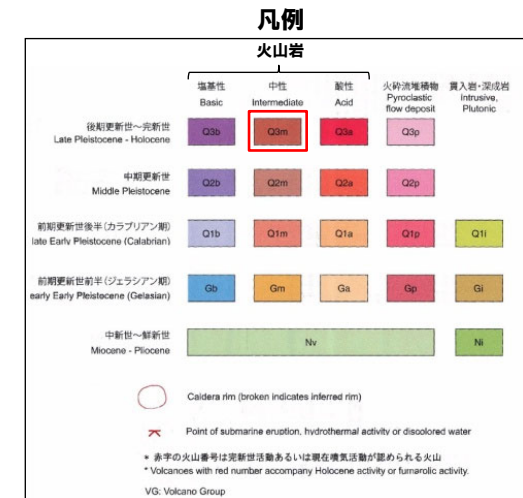 凡例
火山岩
塩基性 中性 酸性 火砕流堆積物 貫入岩・深成岩
Basic Intermediate Acid Pyroclastic flow deposit Intrusive, Plutonic
後期更新世～完新世
Late Pleistocene - Holocene
Q3b Q3m Q3a Q3p
中期更新世
Middle Pleistocene
Q2b Q2m Q2a Q2p
前期更新世後半(カラブリアン期)
late Early Pleistocene (Calabrian)
Q1b Q1m Q1a Q1p Q1i
前期更新世前半(ジェラシアン期)
early Early Pleistocene (Gelasian)
Gb Gm Ga Gp Gi
中新世～鮮新世
Miocene - Pliocene
Nv Ni
Caldera rim (broken indicates inferred rim)
Point of submarine eruption, hydrothermal activity or discolored water
* 赤字の火山番号は完新世活動あるいは現在噴気活動が認められる火山
* Volcanoes with red number accompany Holocene activity or fumarolic activity.
VG: Volcano Group